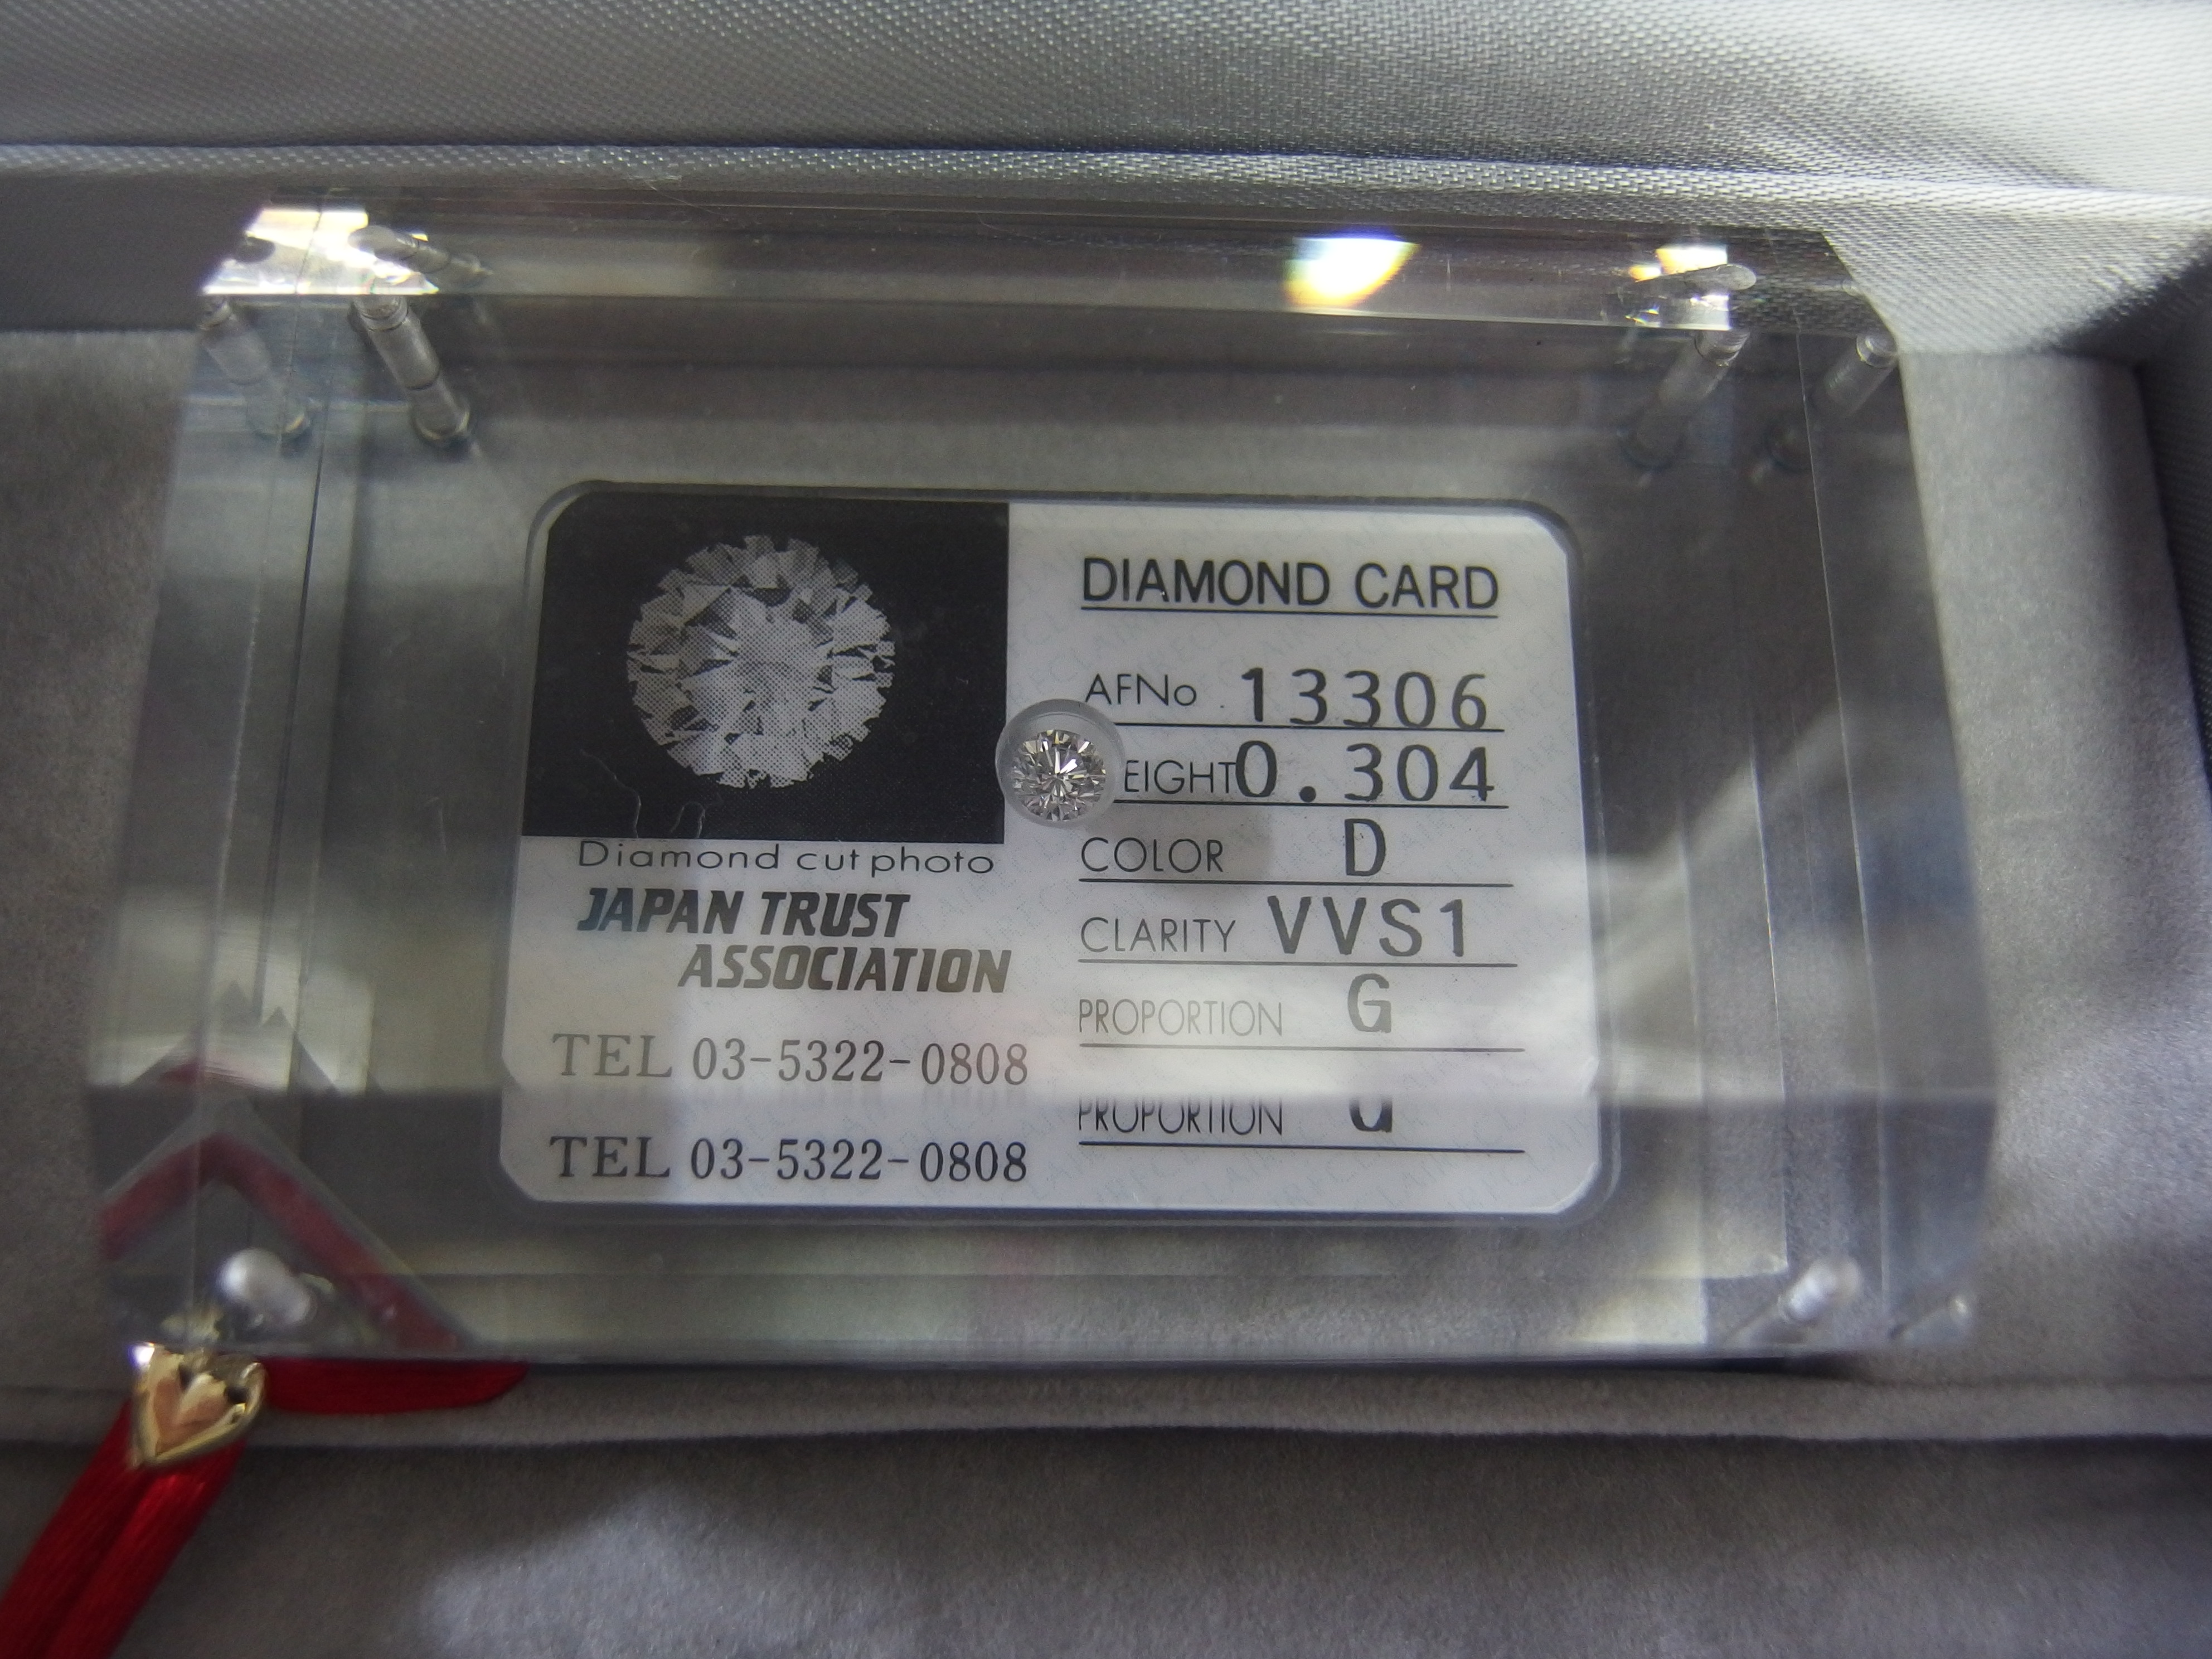 DIAMOND CARD
AFNo 13306
EIGHT 0.304
COLOR D
CLARITY VVS1
PROPORTION G
PROPORTION G
Diamond cut photo
JAPAN TRUST
ASSOCIATION
TEL 03-5322-0808
TEL 03-5322-0808